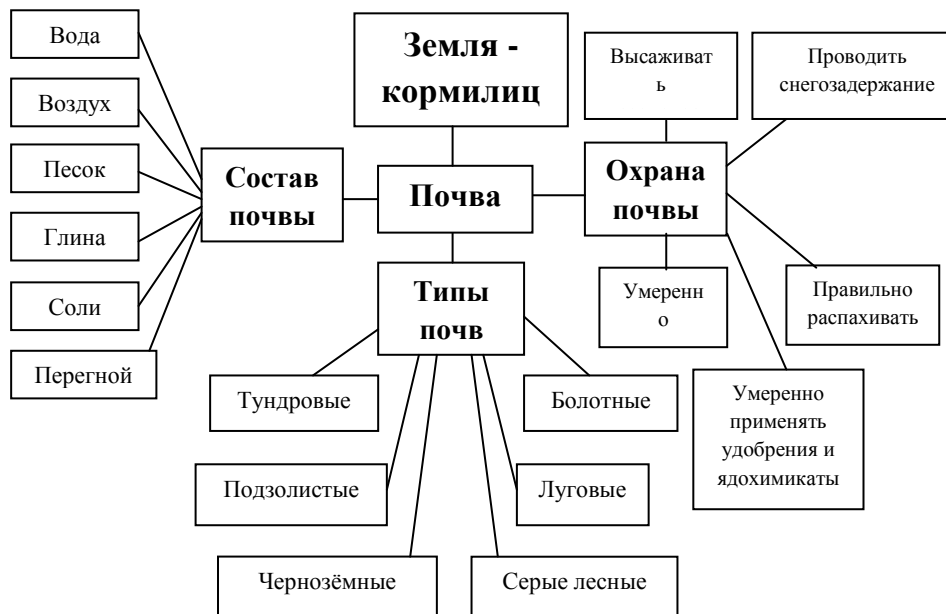 Вода
Воздух
Песок
Глина
Соли
Перегной
Состав
почвы
Земля -
кормилиц
Почва
Типы
почв
Тундровые
Подзолистые
Чернозёмные
Болотные
Луговые
Серые лесные
Высаживат
ь
Проводить
снегозадержание
Охрана
почвы
Умеренн
о
Правильно
распахивать
Умеренно
применять
удобрения и
ядохимикаты